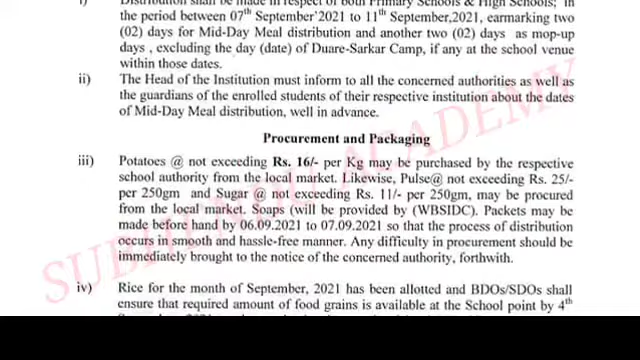 i) Distribution shall be made in respect of both Primary Schools & High Schools; in
the period between 07th September'2021 to 11th September,2021, earmarking two
(02) days for Mid-Day Meal distribution and another two (02) days as mop-up
days , excluding the day (date) of Duare-Sarkar Camp, if any at the school venue
within those dates.
ii) The Head of the Institution must inform to all the concerned authorities as well as
the guardians of the enrolled students of their respective institution about the dates
of Mid-Day Meal distribution, well in advance.
Procurement and Packaging
iii) Potatoes @ not exceeding Rs. 16/- per Kg may be purchased by the respective
school authority from the local market. Likewise, Pulse@ not exceeding Rs. 25/-
per 250gm and Sugar @ not exceeding Rs. 11/- per 250gm, may be procured
from the local market. Soaps (will be provided by (WBSIDC). Packets may be
made before hand by 06.09.2021 to 07.09.2021 so that the process of distribution
occurs in smooth and hassle-free manner. Any difficulty in procurement should be
immediately brought to the notice of the concerned authority, forthwith.
iv) Rice for the month of September, 2021 has been allotted and BDOs/SDOs shall
ensure that required amount of food grains is available at the School point by 4th
ACADEMY